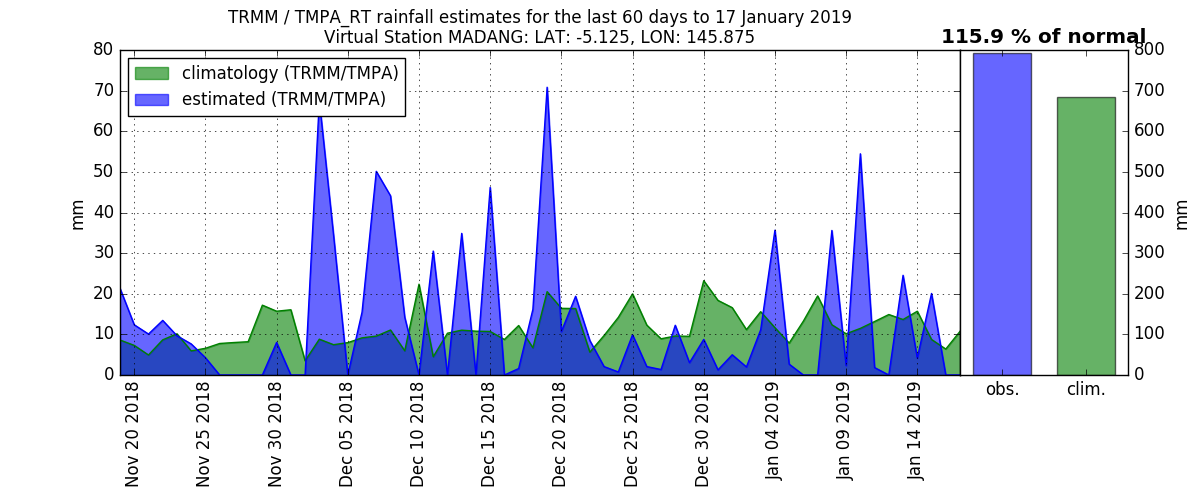 TRMM / TMPA_RT rainfall estimates for the last 60 days to 17 January 2019
Virtual Station MADANG: LAT: -5.125, LON: 145.875
115.9 % of normal
climatology (TRMM/TMPA)
estimated (TRMM/TMPA)
mm
80
70
60
50
40
30
20
10
0
Nov 20 2018
Nov 25 2018
Nov 30 2018
Dec 05 2018
Dec 10 2018
Dec 15 2018
Dec 20 2018
Dec 25 2018
Dec 30 2018
Jan 04 2019
Jan 09 2019
Jan 14 2019
obs.
clim.
800
700
600
500
400
300
200
100
0
mm